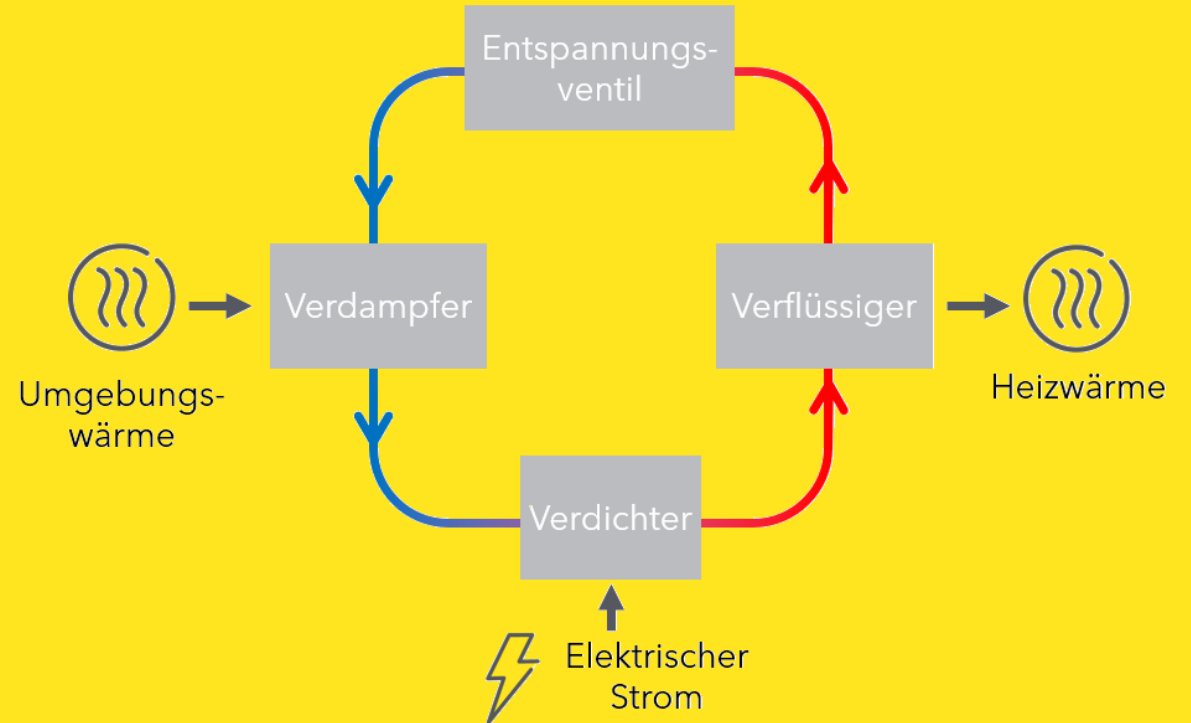 Entspannungs-
ventil
Verdampfer
Verflüssiger
Umgebungs-
wärme
Heizwärme
Verdichter
Elektrischer
Strom